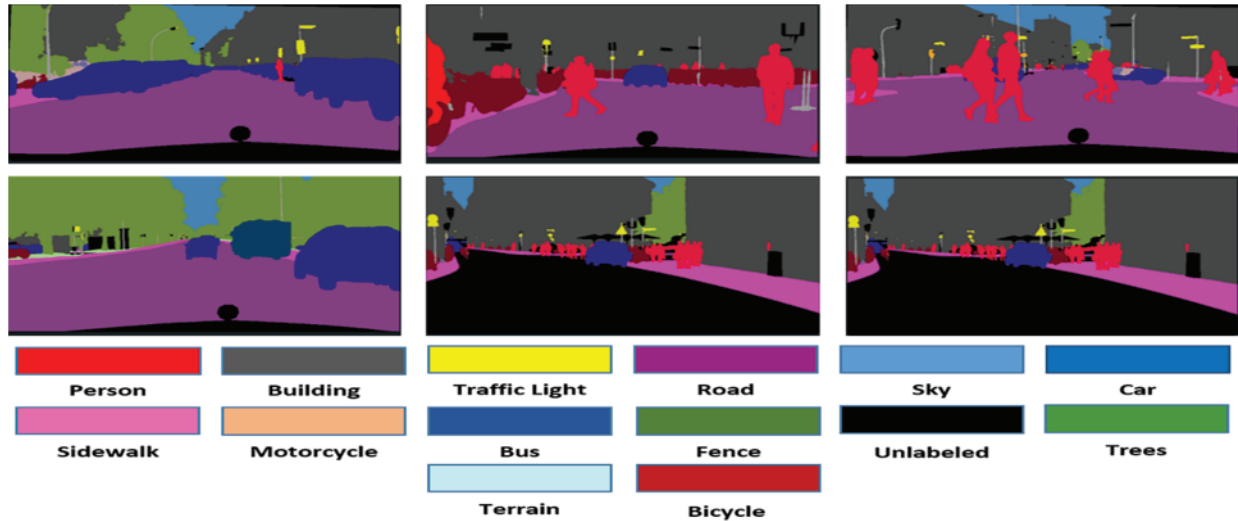 Person Building Traffic Light Road Sky Car
Sidewalk Motorcycle Bus Fence Unlabeled Trees
Terrain Bicycle